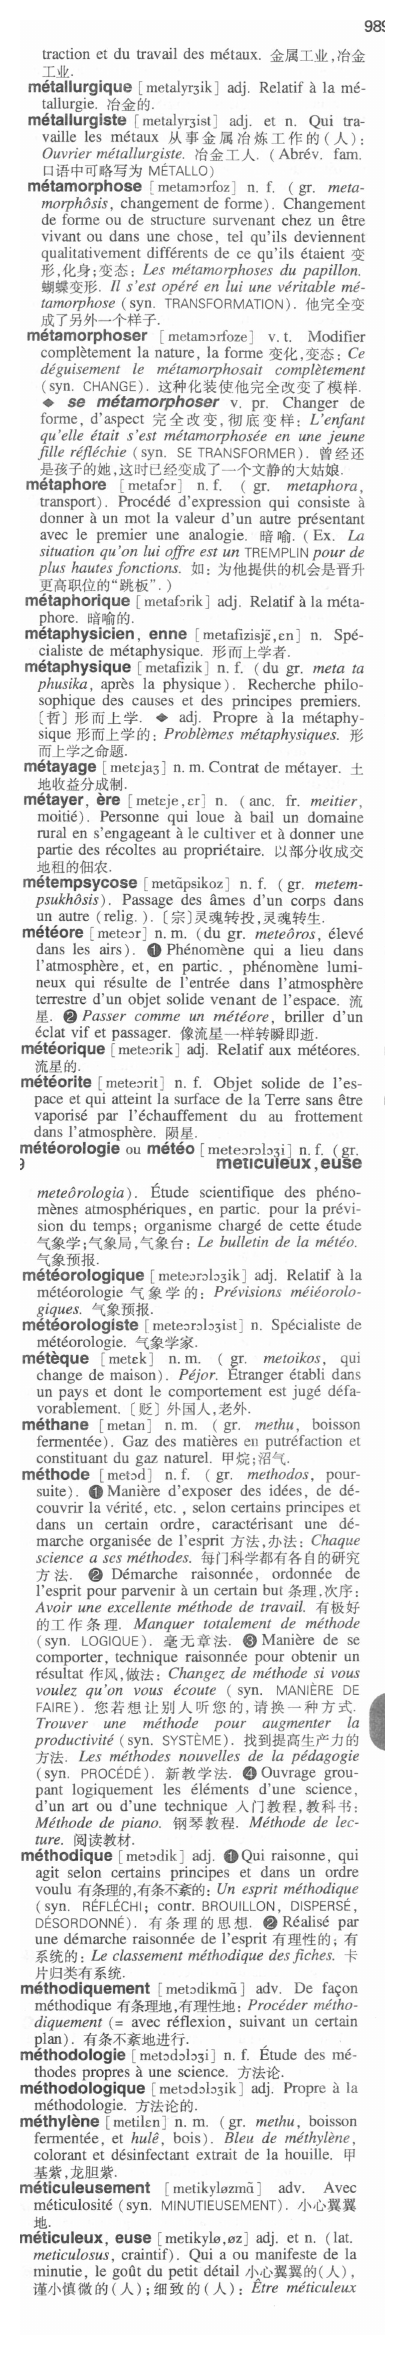 989
traction et du travail des métaux. 金属工业,冶金
工业.
métallurgique [metalyrʒik] adj. Relatif à la mé-
tallurgie. 冶金的.
métallurgiste [metalyrʒist] adj. et n. Qui tra-
vaille les métaux 从事金属冶炼工作的(人):
Ouvrier métallurgiste. 冶金工人. (Abrév. fam.
口语中可略写为 MÉTALLO)
métamorphose [metamɔrfoz] n. f. (gr. meta-
morphôsis, changement de forme). Changement
de forme ou de structure survenant chez un être
vivant ou dans une chose, tel qu'ils deviennent
qualitativement différents de ce qu'ils étaient 变
形,化身;变态: Les métamorphoses du papillon.
蝴蝶变形. Il s'est opéré en lui une véritable mé-
tamorphose (syn. TRANSFORMATION). 他完全变
成了另外一个样子.
métamorphoser [metamɔrfoze] v. t. Modifier
complètement la nature, la forme 变化,变态: Ce
déguisement le métamorphosait complètement
(syn. CHANGE). 这种化装使他完全改变了模样.
◆ se métamorphoser v. pr. Changer de
forme, d'aspect 完全改变,彻底变样: L'enfant
qu'elle était s'est métamorphosée en une jeune
fille réfléchie (syn. SE TRANSFORMER). 曾经还
是孩子的她,这时已经变成了一个文静的大姑娘.
métaphore [metafɔr] n. f. (gr. metaphora,
transport). Procédé d'expression qui consiste à
donner à un mot la valeur d'un autre présentant
avec le premier une analogie. 暗喻. (Ex. La
situation qu'on lui offre est un TREMPLIN pour de
plus hautes fonctions. 如: 为他提供的机会是晋升
更高职位的“跳板”.)
métaphorique [metafɔrik] adj. Relatif à la méta-
phore. 暗喻的.
métaphysicien, enne [metafizisjɛ̃,ɛn] n. Spé-
cialiste de métaphysique. 形而上学者.
métaphysique [metafizik] n. f. (du gr. meta ta
phusika, après la physique). Recherche philo-
sophique des causes et des principes premiers.
〔哲〕形而上学. ◆ adj. Propre à la métaphy-
sique 形而上学的: Problèmes métaphysiques. 形
而上学之命题.
métayage [metɛjaʒ] n. m. Contrat de métayer. 土
地收益分成制.
métayer, ère [metɛje,ɛr] n. (anc. fr. meitier,
moitié). Personne qui loue à bail un domaine
rural en s'engageant à le cultiver et à donner une
partie des récoltes au propriétaire. 以部分收成交
地租的佃农.
métempsycose [metɑ̃psikoz] n. f. (gr. metem-
psukhôsis). Passage des âmes d'un corps dans
un autre (relig.). 〔宗〕灵魂转投,灵魂转生.
météore [meteɔr] n. m. (du gr. meteôros, élevé
dans les airs). ❶ Phénomène qui a lieu dans
l'atmosphère, et, en partic., phénomène lumi-
neux qui résulte de l'entrée dans l'atmosphère
terrestre d'un objet solide venant de l'espace. 流
星. ❷ Passer comme un météore, briller d'un
éclat vif et passager. 像流星一样转瞬即逝.
météorique [meteɔrik] adj. Relatif aux météores.
流星的.
météorite [meteɔrit] n. f. Objet solide de l'es-
pace et qui atteint la surface de la Terre sans être
vaporisé par l'échauffement du au frottement
dans l'atmosphère. 陨星.
météorologie ou météo [meteɔrɔlɔʒi] n. f. (gr.
9 méticuleux,euse
meteôrologia). Étude scientifique des phéno-
mènes atmosphériques, en partic. pour la prévi-
sion du temps; organisme chargé de cette étude
气象学;气象局,气象台: Le bulletin de la météo.
气象预报.
météorologique [meteɔrɔlɔʒik] adj. Relatif à la
météorologie 气象学的: Prévisions méiéorolo-
giques. 气象预报.
météorologiste [meteɔrɔlɔʒist] n. Spécialiste de
météorologie. 气象学家.
métèque [metɛk] n. m. (gr. metoikos, qui
change de maison). Péjor. Étranger établi dans
un pays et dont le comportement est jugé défa-
vorablement. 〔贬〕外国人,老外.
méthane [metan] n. m. (gr. methu, boisson
fermentée). Gaz des matières en putréfaction et
constituant du gaz naturel. 甲烷;沼气.
méthode [metɔd] n. f. (gr. methodos, pour-
suite). ❶ Manière d'exposer des idées, de dé-
couvrir la vérité, etc., selon certains principes et
dans un certain ordre, caractérisant une dé-
marche organisée de l'esprit 方法,办法: Chaque
science a ses méthodes. 每门科学都有各自的研究
方法. ❷ Démarche raisonnée, ordonnée de
l'esprit pour parvenir à un certain but 条理,次序:
Avoir une excellente méthode de travail. 有极好
的工作条理. Manquer totalement de méthode
(syn. LOGIQUE). 毫无章法. ❸ Manière de se
comporter, technique raisonnée pour obtenir un
résultat 作风,做法: Changez de méthode si vous
voulez qu'on vous écoute (syn. MANIÈRE DE
FAIRE). 您若想让别人听您的,请换一种方式.
Trouver une méthode pour augmenter la
productivité (syn. SYSTÈME). 找到提高生产力的
方法. Les méthodes nouvelles de la pédagogie
(syn. PROCÉDÉ). 新教学法. ❹ Ouvrage grou-
pant logiquement les éléments d'une science,
d'un art ou d'une technique 入门教程,教科书:
Méthode de piano. 钢琴教程. Méthode de lec-
ture. 阅读教材.
méthodique [metɔdik] adj. ❶ Qui raisonne, qui
agit selon certains principes et dans un ordre
voulu 有条理的,有条不紊的: Un esprit méthodique
(syn. RÉFLÉCHI; contr. BROUILLON, DISPERSÉ,
DÉSORDONNÉ). 有条理的思想. ❷ Réalisé par
une démarche raisonnée de l'esprit 有理性的; 有
系统的: Le classement méthodique des fiches. 卡
片归类有系统.
méthodiquement [metɔdikmɑ̃] adv. De façon
méthodique 有条理地,有理性地: Procéder métho-
diquement (= avec réflexion, suivant un certain
plan). 有条不紊地进行.
méthodologie [metɔdɔlɔʒi] n. f. Étude des mé-
thodes propres à une science. 方法论.
méthodologique [metɔdɔlɔʒik] adj. Propre à la
méthodologie. 方法论的.
méthylène [metilɛn] n. m. (gr. methu, boisson
fermentée, et hulê, bois). Bleu de méthylène,
colorant et désinfectant extrait de la houille. 甲
基紫,龙胆紫.
méticuleusement [metikyløzmɑ̃] adv. Avec
méticulosité (syn. MINUTIEUSEMENT). 小心翼翼
地.
méticuleux, euse [metikylø,øz] adj. et n. (lat.
meticulosus, craintif). Qui a ou manifeste de la
minutie, le goût du petit détail 小心翼翼的(人),
谨小慎微的(人);细致的(人): Être méticuleux